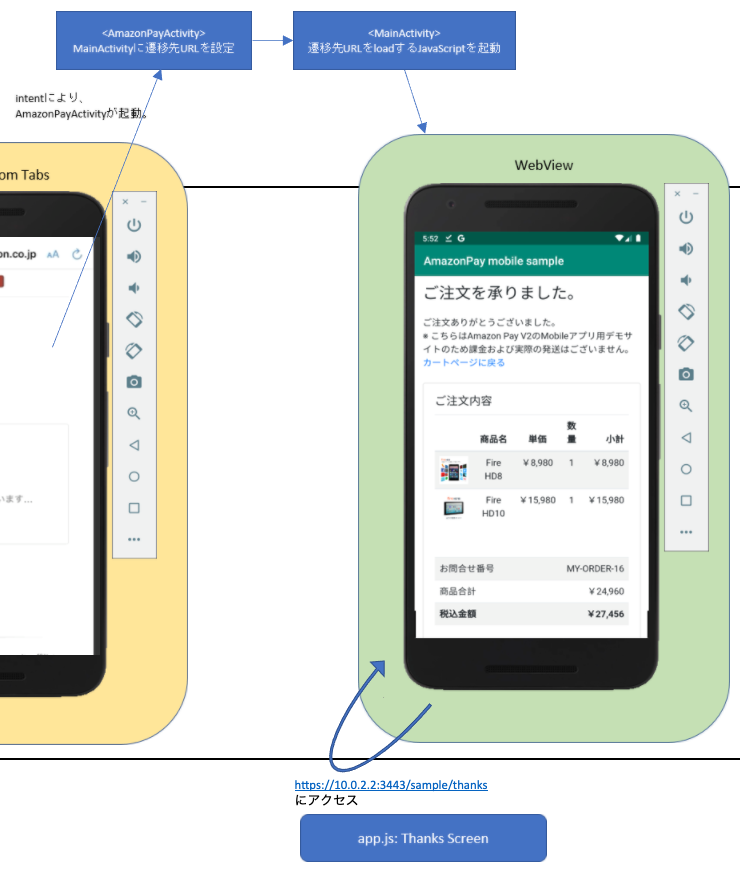 <AmazonPayActivity>
MainActivityに遷移先URLを設定
<MainActivity>
遷移先URLをloadするJavaScriptを起動
intentにより、
AmazonPayActivityが起動。
om Tabs
on.co.jp
AA
います...
WebView
5:52
G
AmazonPay mobile sample
ご注文を承りました。
ご注文ありがとうございました。
※ こちらはAmazon Pay V2のMobileアプリ用デモサ
イトのため課金および実際の発送はございません。
カートページに戻る
ご注文内容
商品名 単価 数量 小計
Fire HD8 ￥8,980 1 ￥8,980
Fire HD10 ￥15,980 1 ￥15,980
お問合せ番号 MY-ORDER-16
商品合計 ￥24,960
税込金額 ￥27,456
https://10.0.2.2:3443/sample/thanks
にアクセス
app.js: Thanks Screen